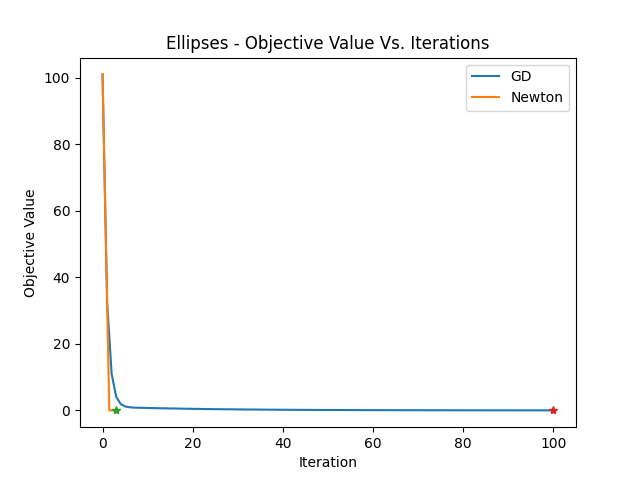 Ellipses - Objective Value Vs. Iterations
GD
Newton
100
80
60
40
20
0
Objective Value
0 20 40 60 80 100
Iteration